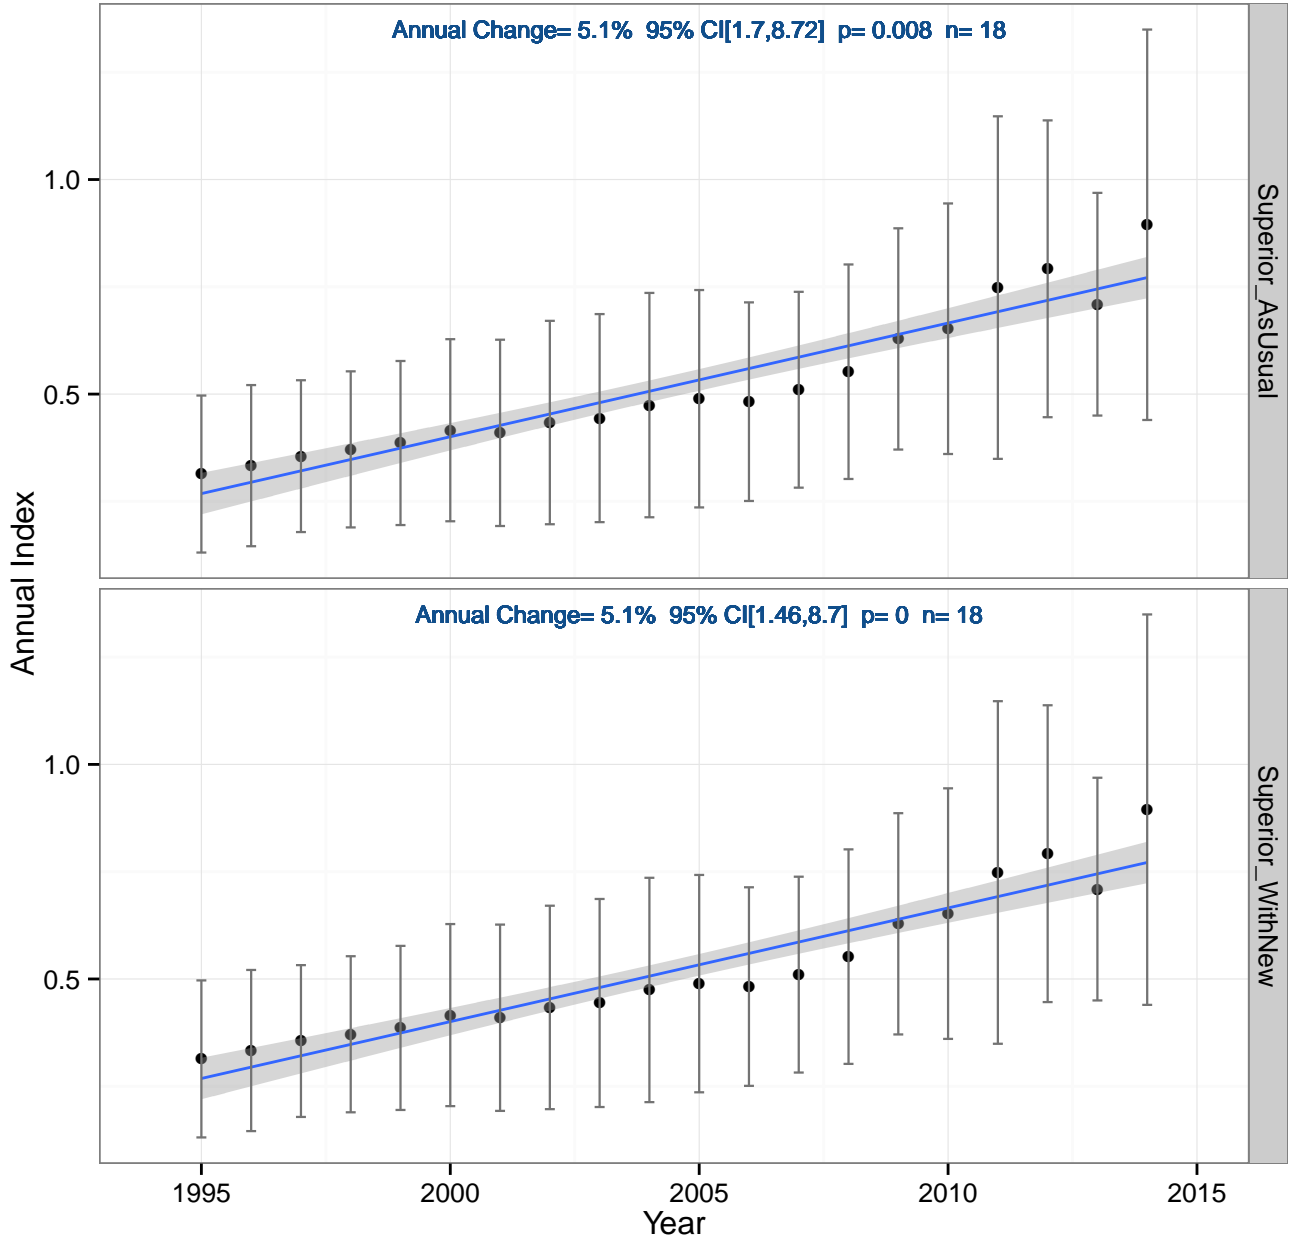 Annual Change= 5.1%  95% CI[1.7,8.72]  p= 0.008  n= 18
1.0
0.5
Superior_AsUsual
Annual Index
Annual Change= 5.1%  95% CI[1.46,8.7]  p= 0  n= 18
1.0
0.5
Superior_WithNew
1995 2000 2005 2010 2015
Year